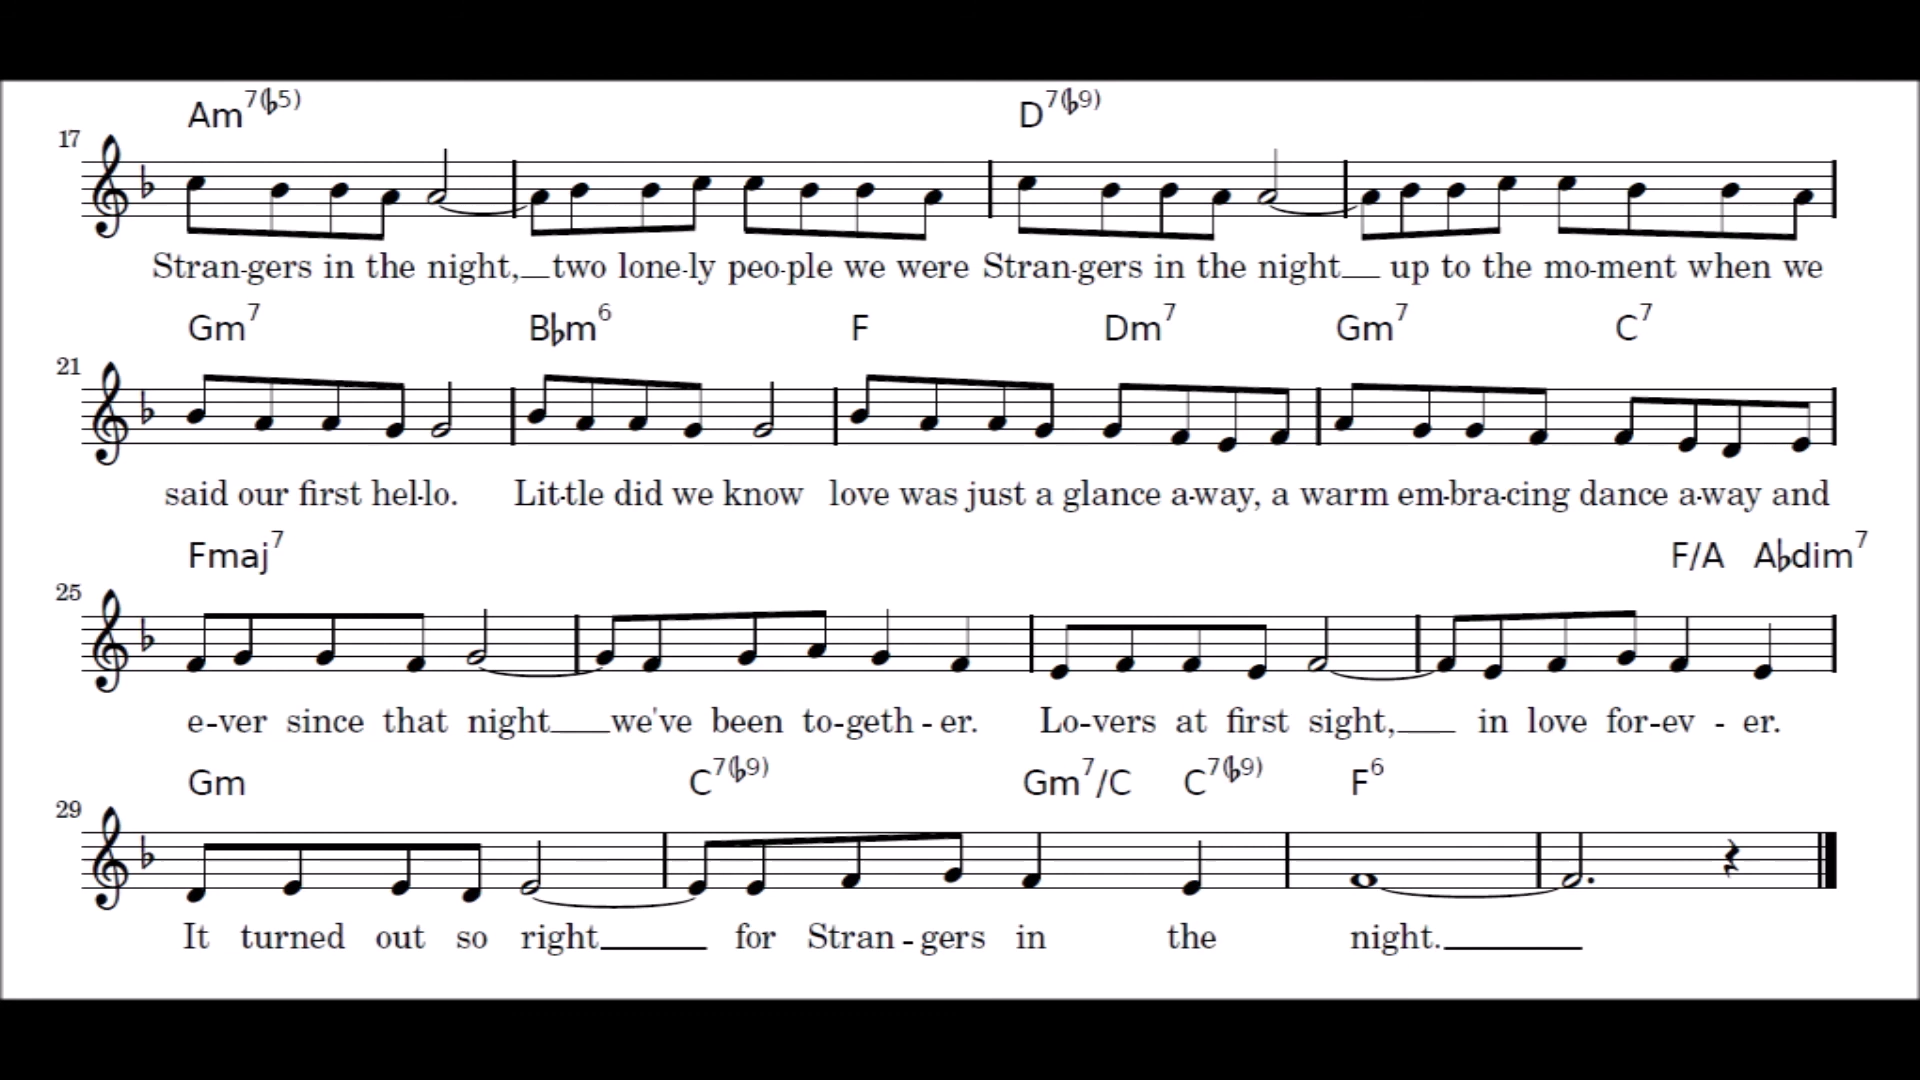 Am7(♭5) D7(♭9)
17
Stran-gers in the night,__two lone-ly peo-ple we were Stran-gers in the night__ up to the mo-ment when we
Gm7 B♭m6 F Dm7 Gm7 C7
21
said our first hel-lo. Lit-tle did we know love was just a glance a-way, a warm em-bra-cing dance a-way and
Fmaj7 F/A A♭dim7
25
e-ver since that night__we've been to-geth-er. Lo-vers at first sight,__ in love for-ev-er.
Gm C7(♭9) Gm7/C C7(♭9) F6
29
It turned out so right__ for Stran-gers in the night.__